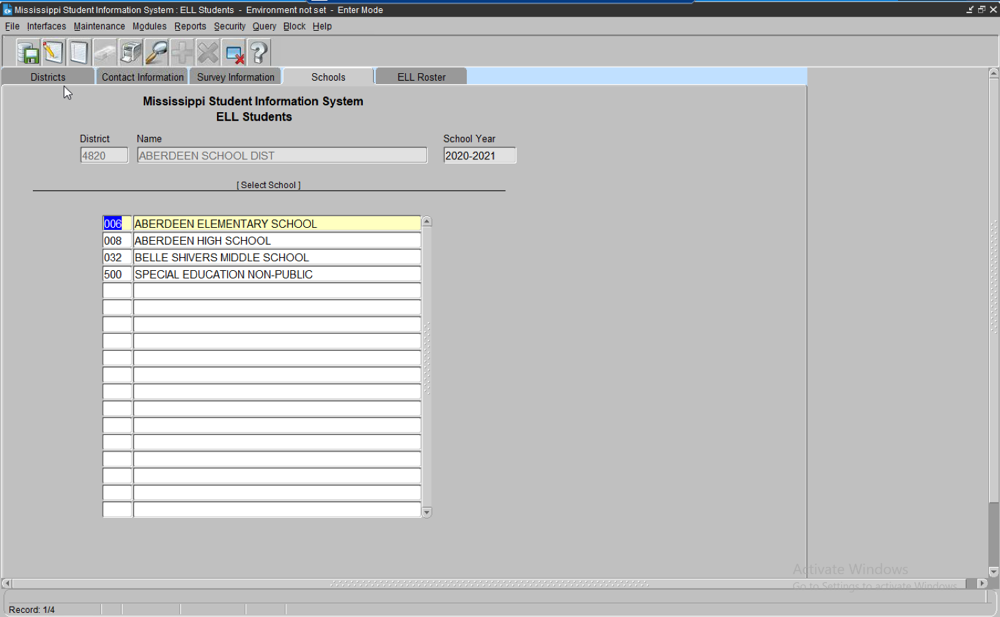 Mississippi Student Information System : ELL Students - Environment not set - Enter Mode
File Interfaces Maintenance Modules Reports Security Query Block Help
Districts Contact Information Survey Information Schools ELL Roster
Mississippi Student Information System
ELL Students
District Name School Year
4820 ABERDEEN SCHOOL DIST 2020-2021
[ Select School ]
006 ABERDEEN ELEMENTARY SCHOOL
008 ABERDEEN HIGH SCHOOL
032 BELLE SHIVERS MIDDLE SCHOOL
500 SPECIAL EDUCATION NON-PUBLIC
Activate Windows
Go to Settings to activate Windows.
Record: 1/4